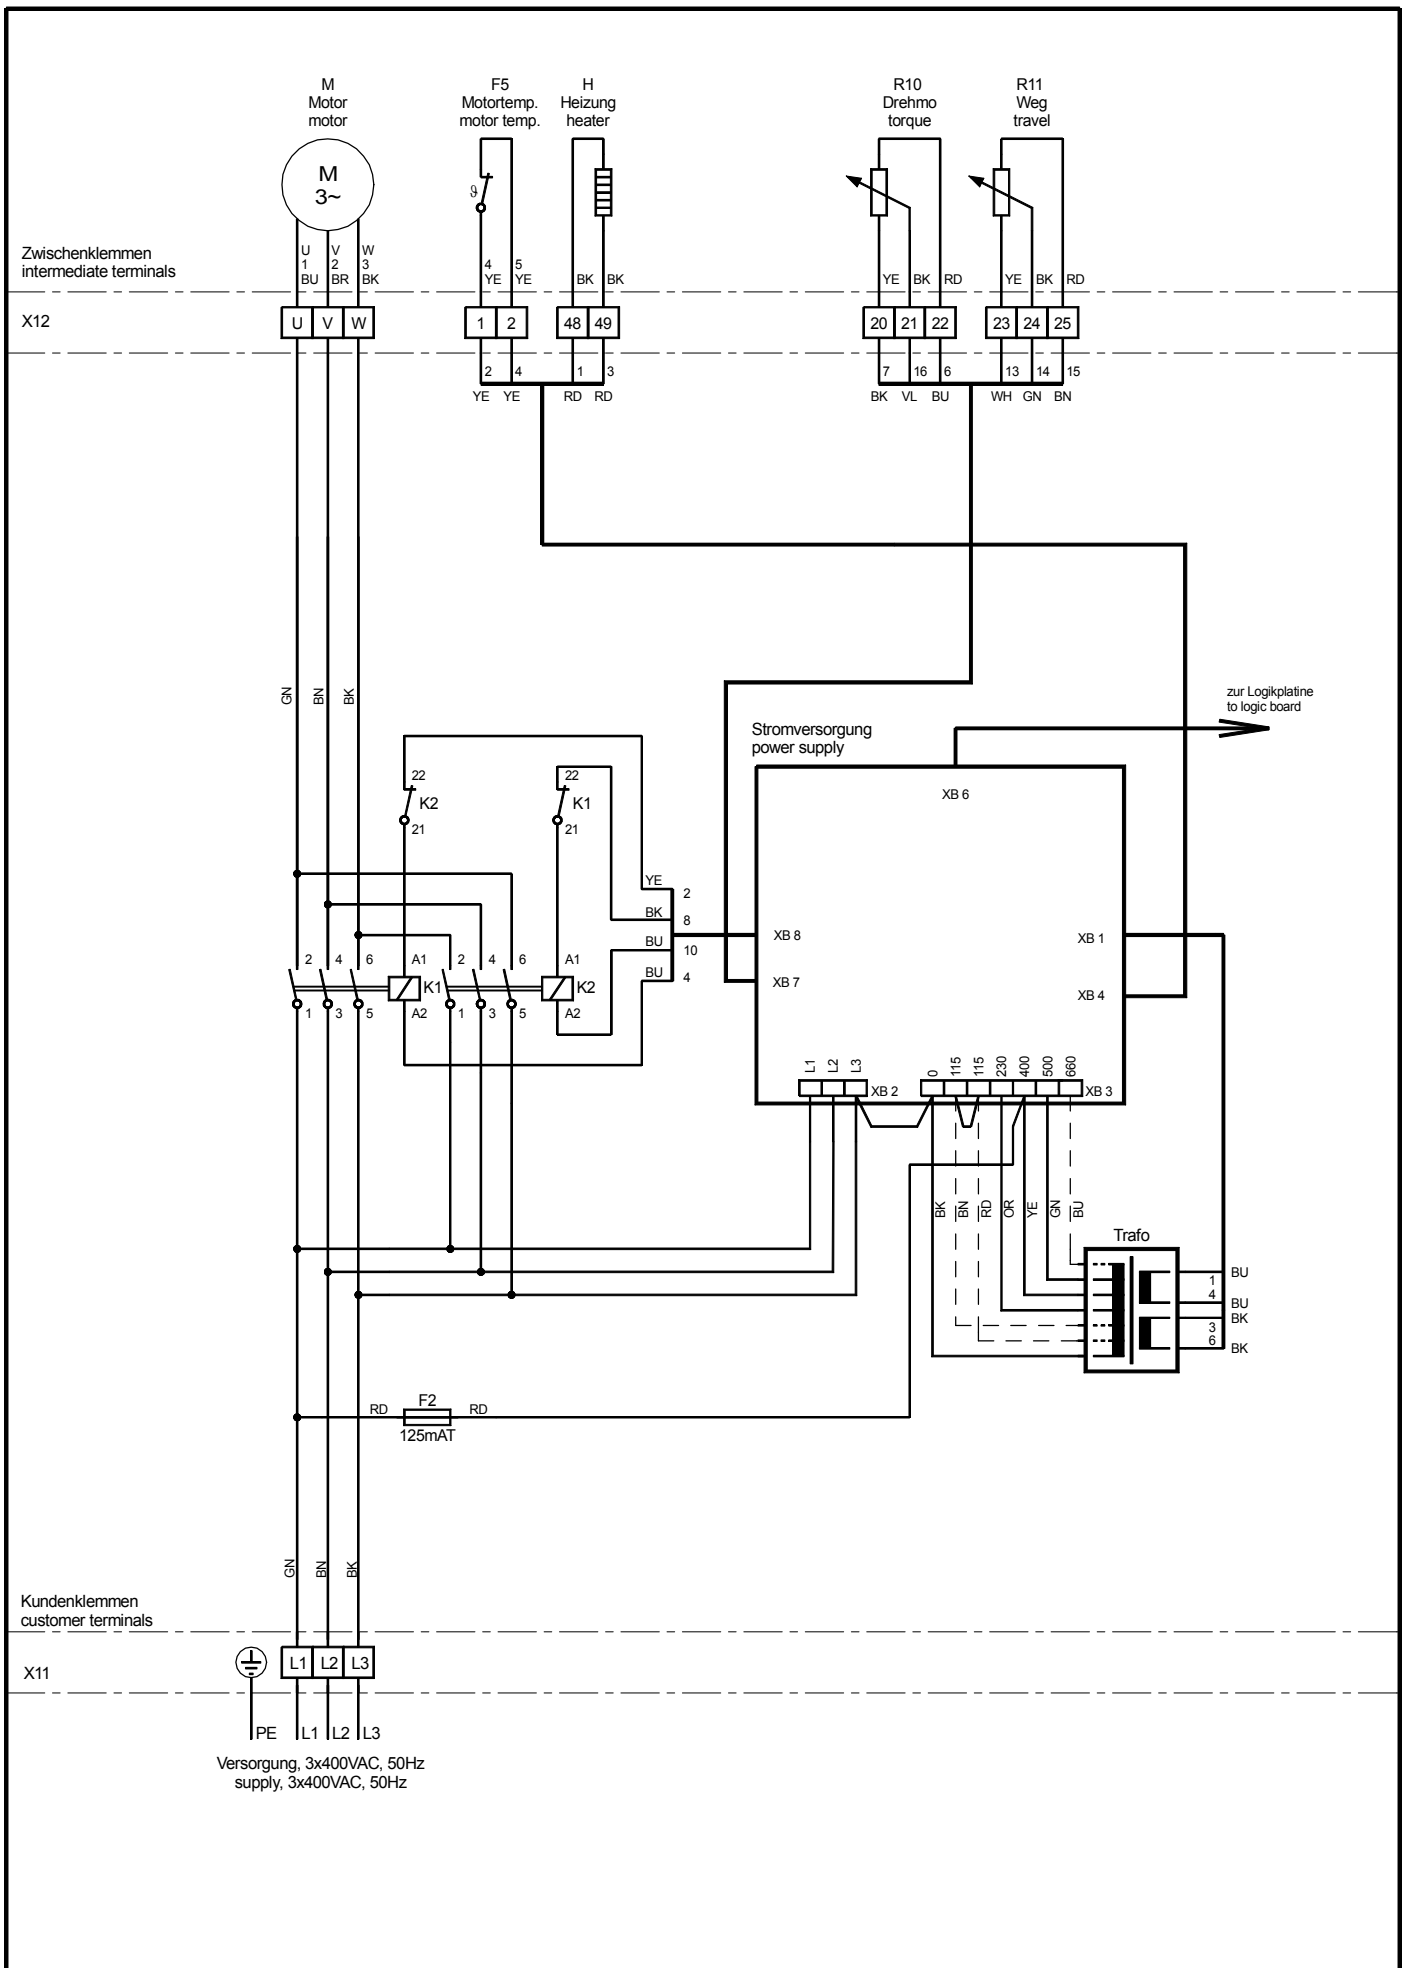 M
Motor
motor
F5
Motortemp.
motor temp.
H
Heizung
heater
R10
Drehmo
torque
R11
Weg
travel
M
3~
ϑ
Zwischenklemmen
intermediate terminals
U V W
1 2 3
BU BR BK
4 5
YE YE
BK BK
YE BK RD
YE BK RD
X12
U V W
1 2
48 49
20 21 22
23 24 25
2 4 1 3
YE YE RD RD
7 16 6 13 14 15
BK VL BU WH GN BN
GN BN BK
zur Logikplatine
to logic board
Stromversorgung
power supply
XB 6
22
K2
21
22
K1
21
YE 2
BK 8
BU 10
BU 4
XB 8
XB 7
XB 1
XB 4
2 4 6 A1
K1
1 3 5 A2
2 4 6 A1
K2
1 3 5 A2
L1 L2 L3
XB 2
0 115 115 230 400 500 660
XB 3
BK BN RD OR YE GN BU
Trafo
1 BU
4 BU
3 BK
6 BK
RD F2 RD
125mAT
GN BN BK
Kundenklemmen
customer terminals
X11
L1 L2 L3
PE L1 L2 L3
Versorgung, 3x400VAC, 50Hz
supply, 3x400VAC, 50Hz